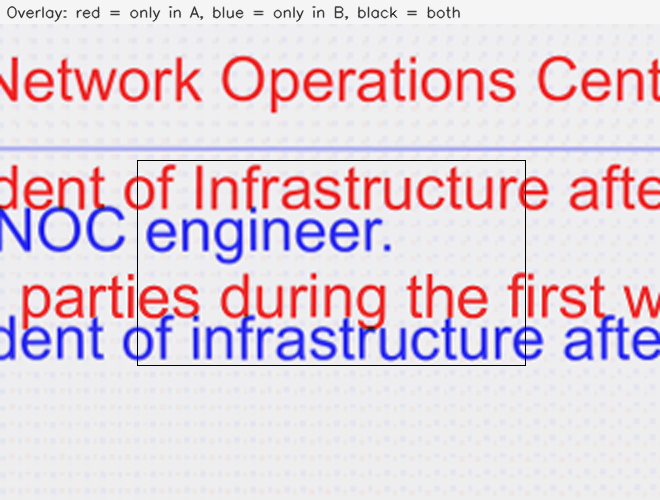 Overlay: red = only in A, blue = only in B, black = both
Network Operations Cent
dent of Infrastructure afte
NOC engineer.
parties during the first w
dent of infrastructure afte